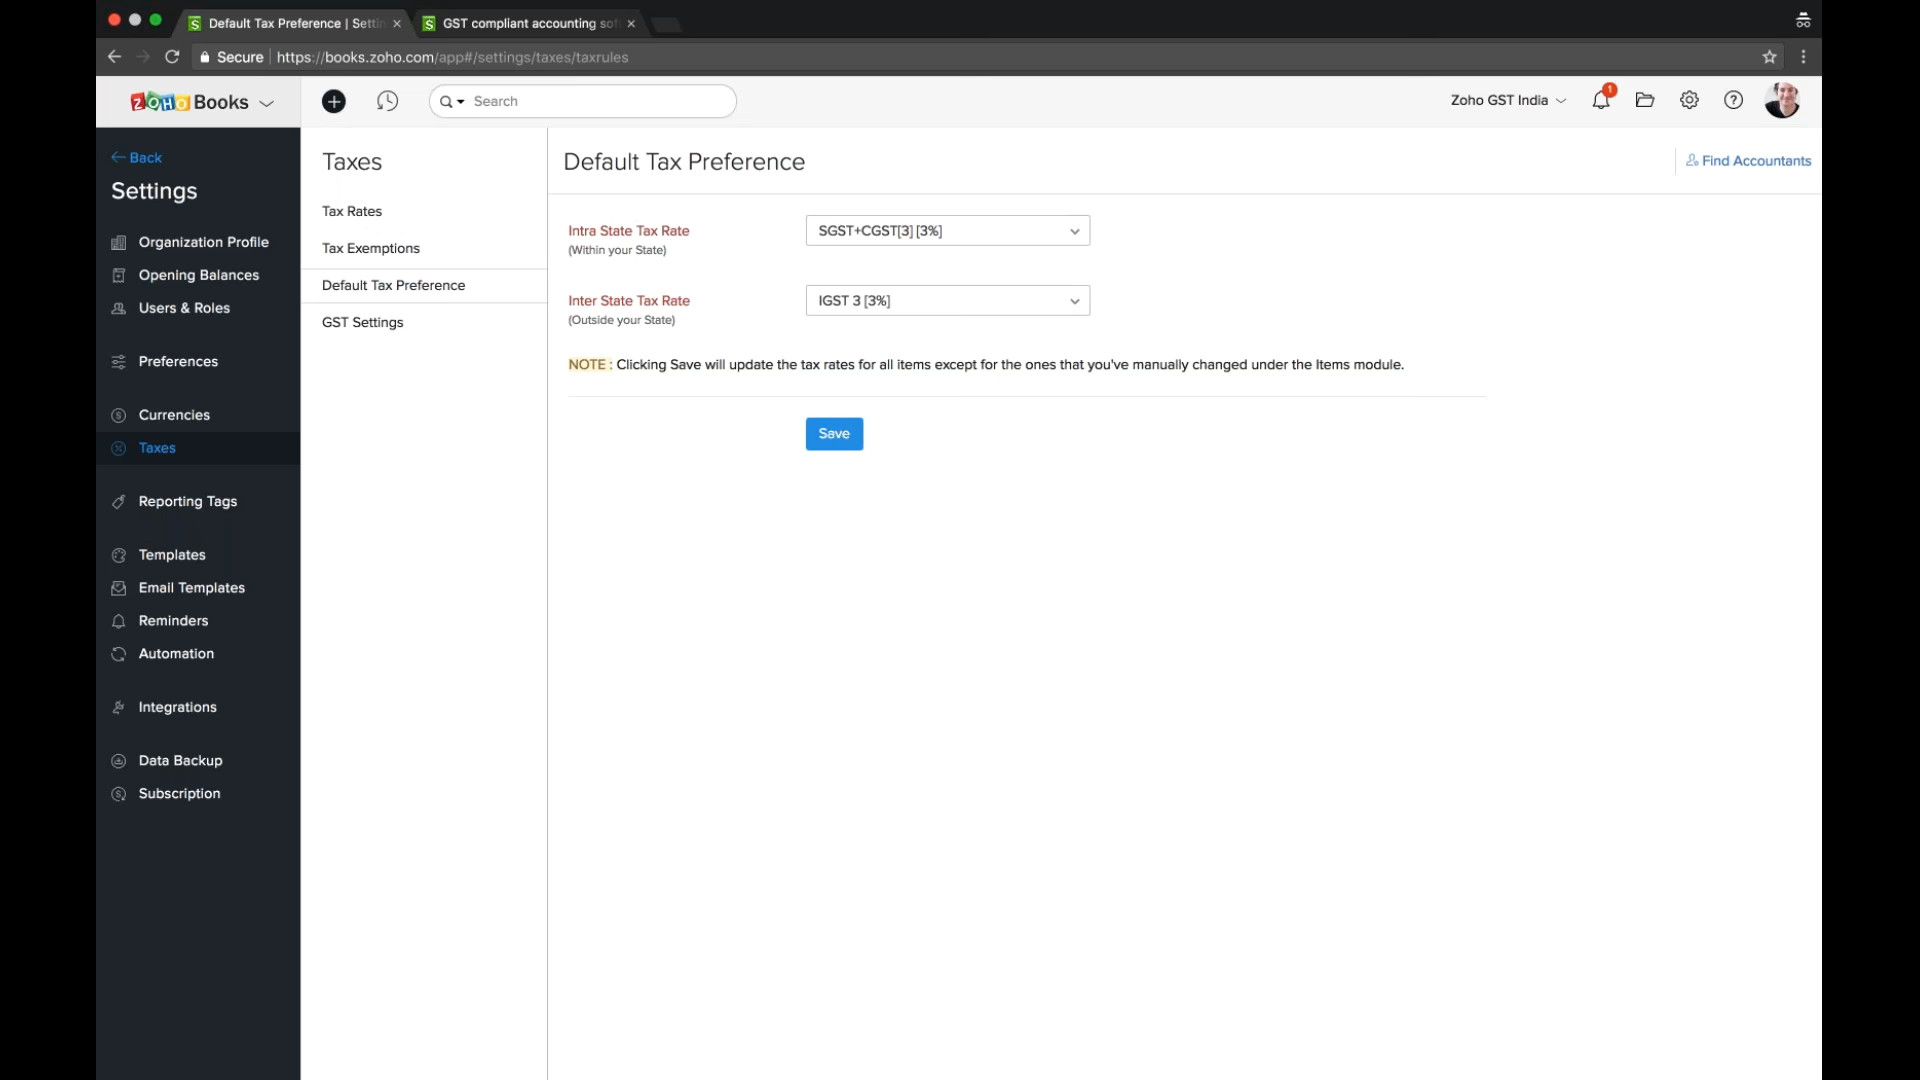 Default Tax Preference | Settin
GST compliant accounting sof
Secure https://books.zoho.com/app#/settings/taxes/taxrules
ZOHO Books
Search
Zoho GST India
1
Back
Settings
Organization Profile
Opening Balances
Users & Roles
Preferences
Currencies
Taxes
Reporting Tags
Templates
Email Templates
Reminders
Automation
Integrations
Data Backup
Subscription
Taxes
Tax Rates
Tax Exemptions
Default Tax Preference
GST Settings
Default Tax Preference
Find Accountants
Intra State Tax Rate
(Within your State)
SGST+CGST[3] [3%]
Inter State Tax Rate
(Outside your State)
IGST 3 [3%]
NOTE : Clicking Save will update the tax rates for all items except for the ones that you've manually changed under the Items module.
Save